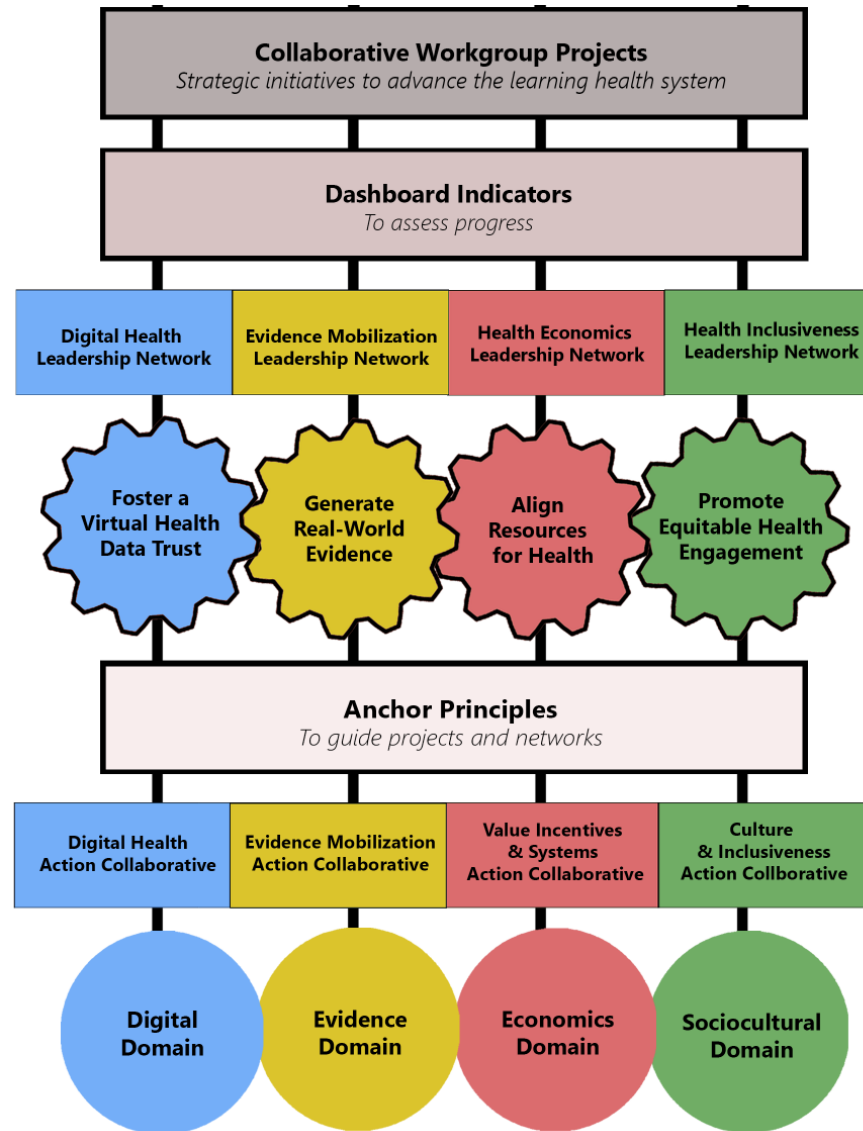 Collaborative Workgroup Projects
Strategic initiatives to advance the learning health system
Dashboard Indicators
To assess progress
Digital Health
Leadership Network
Evidence Mobilization
Leadership Network
Health Economics
Leadership Network
Health Inclusiveness
Leadership Network
Foster a
Virtual Health
Data Trust
Generate
Real-World
Evidence
Align
Resources
for Health
Promote
Equitable Health
Engagement
Anchor Principles
To guide projects and networks
Digital Health
Action Collaborative
Evidence Mobilization
Action Collaborative
Value Incentives
& Systems
Action Collaborative
Culture
& Inclusiveness
Action Collborative
Digital
Domain
Evidence
Domain
Economics
Domain
Sociocultural
Domain